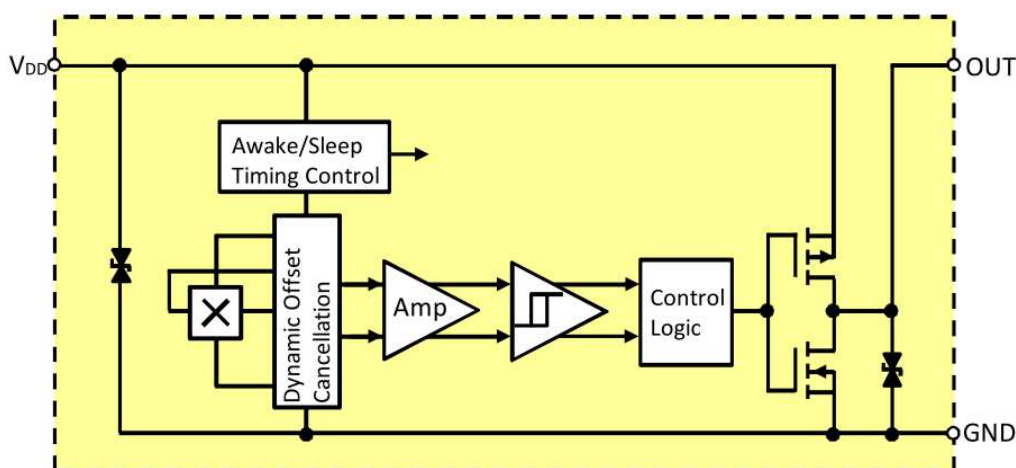 VDD
OUT
Awake/Sleep
Timing Control
Dynamic Offset
Cancellation
Amp
Control
Logic
GND